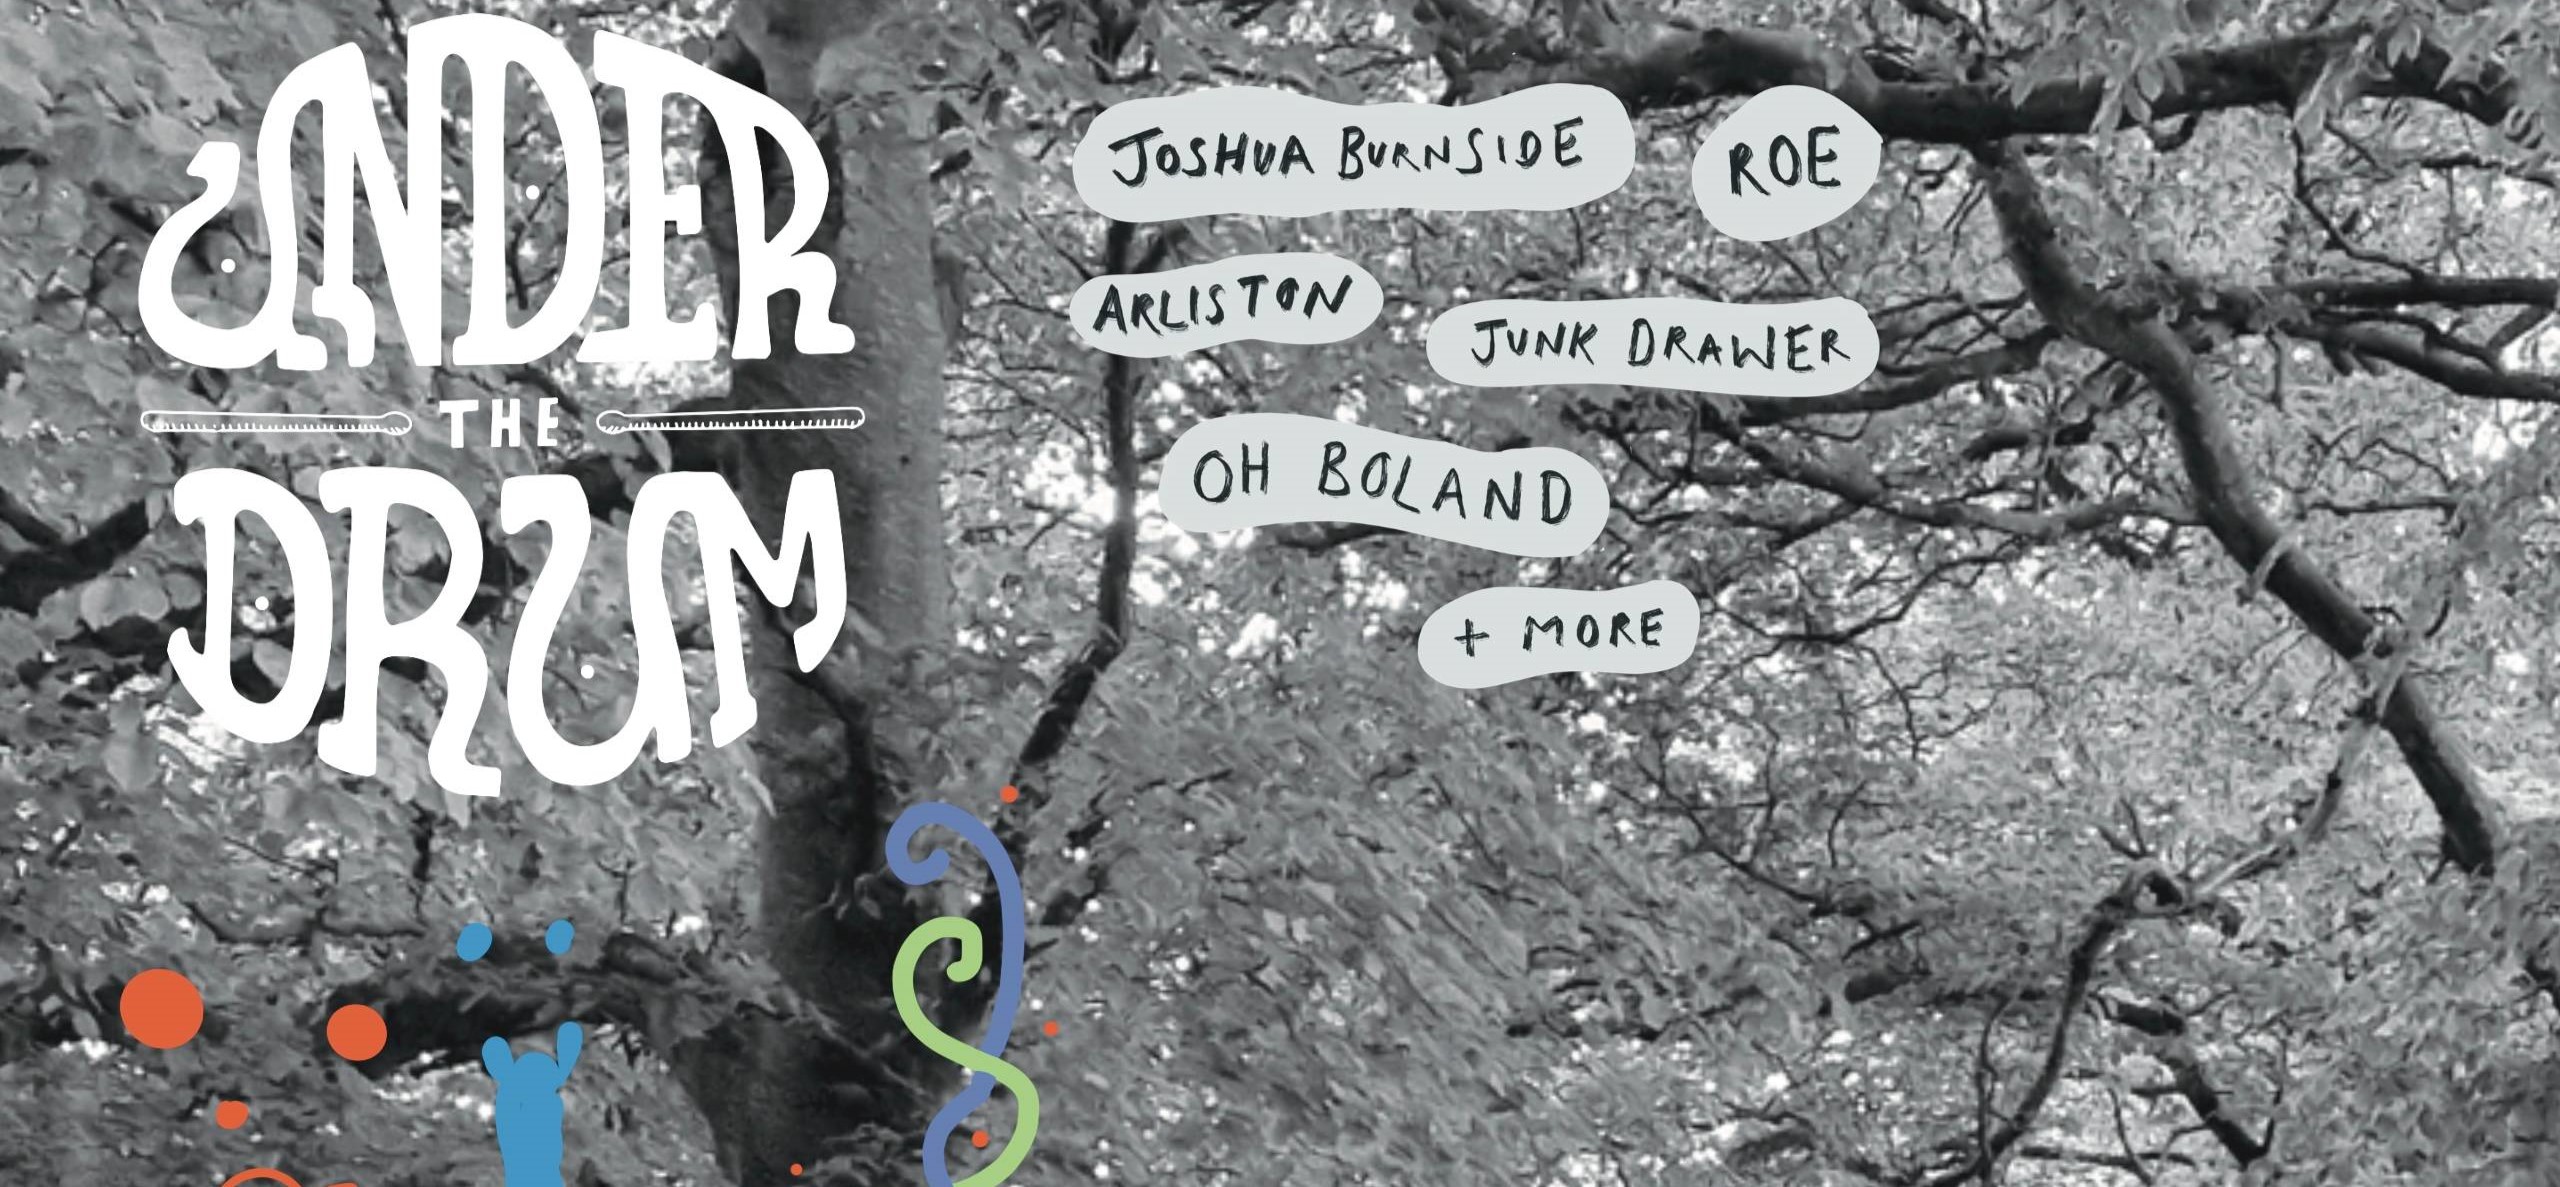 UNDER
THE
DRUM
JOSHUA BURNSIDE
ROE
ARLISTON
JUNK DRAWER
OH BOLAND
+ MORE